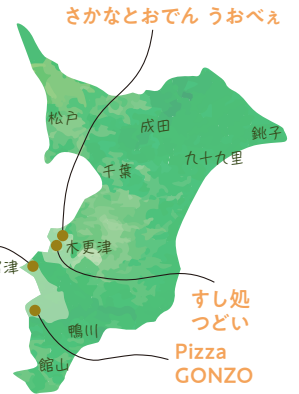 さかなとおでん うおべぇ
松戸
成田
銚子
九十九里
千葉
木更津
津
すし処
つどい
鴨川
Pizza
GONZO
館山